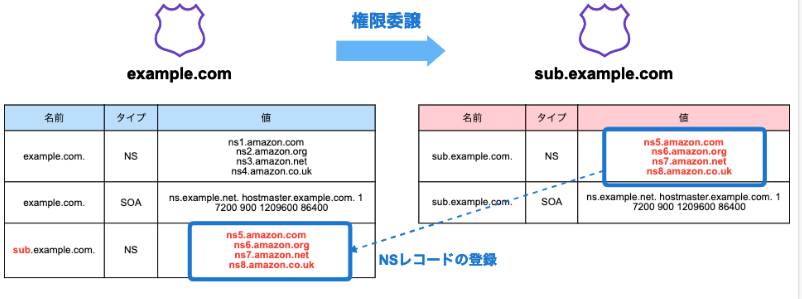 権限委譲
example.com
sub.example.com
名前 タイプ 値
example.com. NS
ns1.amazon.com
ns2.amazon.org
ns3.amazon.net
ns4.amazon.co.uk
example.com. SOA
ns.example.net. hostmaster.example.com. 1
7200 900 1209600 86400
sub.example.com. NS
ns5.amazon.com
ns6.amazon.org
ns7.amazon.net
ns8.amazon.co.uk
名前 タイプ 値
sub.example.com. NS
ns5.amazon.com
ns6.amazon.org
ns7.amazon.net
ns8.amazon.co.uk
sub.example.com. SOA
ns.example.net. hostmaster.example.com. 1
7200 900 1209600 86400
NSレコードの登録